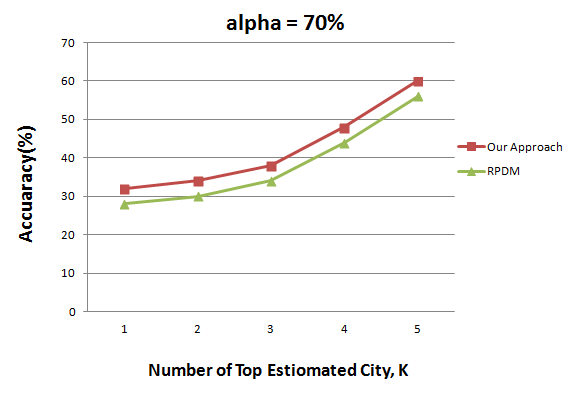 alpha = 70%
70
60
50
40
30
20
10
0
Accuaracy(%)
1 2 3 4 5
Number of Top Estiomated City, K
Our Approach
RPDM